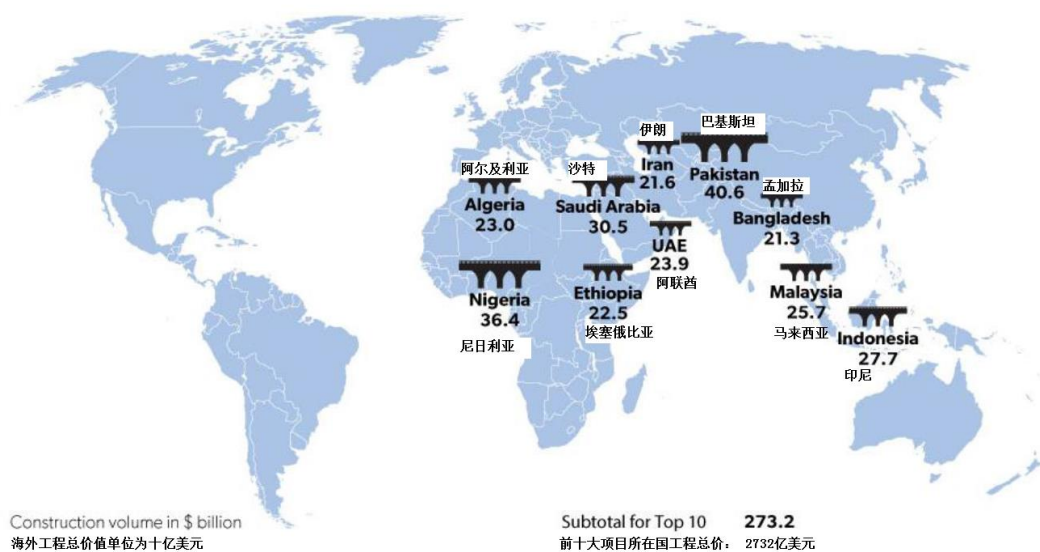 巴基斯坦
伊朗
Iran
21.6
Pakistan
40.6
阿尔及利亚
Algeria
23.0
沙特
Saudi Arabia
30.5
孟加拉
Bangladesh
21.3
UAE
23.9
阿联酋
Nigeria
36.4
尼日利亚
Ethiopia
22.5
埃塞俄比亚
Malaysia
25.7
马来西亚
Indonesia
27.7
印尼
Construction volume in $ billion
海外工程总价值单位为十亿美元
Subtotal for Top 10 273.2
前十大项目所在国工程总价： 2732亿美元